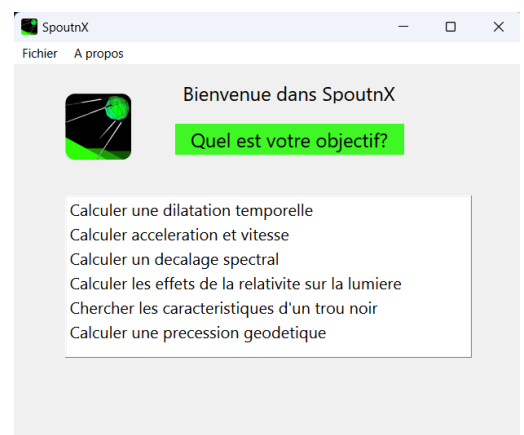 SpoutnX
Fichier A propos
Bienvenue dans SpoutnX
Quel est votre objectif?
Calculer une dilatation temporelle
Calculer acceleration et vitesse
Calculer un decalage spectral
Calculer les effets de la relativite sur la lumiere
Chercher les caracteristiques d'un trou noir
Calculer une precession geodetique